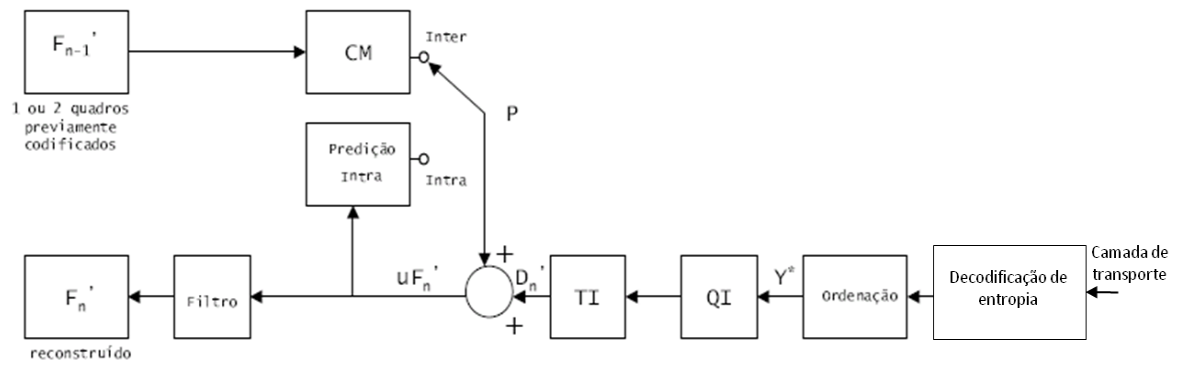 Fn-1'
1 ou 2 quadros
previamente
codificados
CM
Inter
P
Predição
Intra
Intra
Fn'
reconstruído
Filtro
uFn'
+
Dn'
+
TI
QI
Y*
Ordenação
Decodificação de
entropia
Camada de
transporte